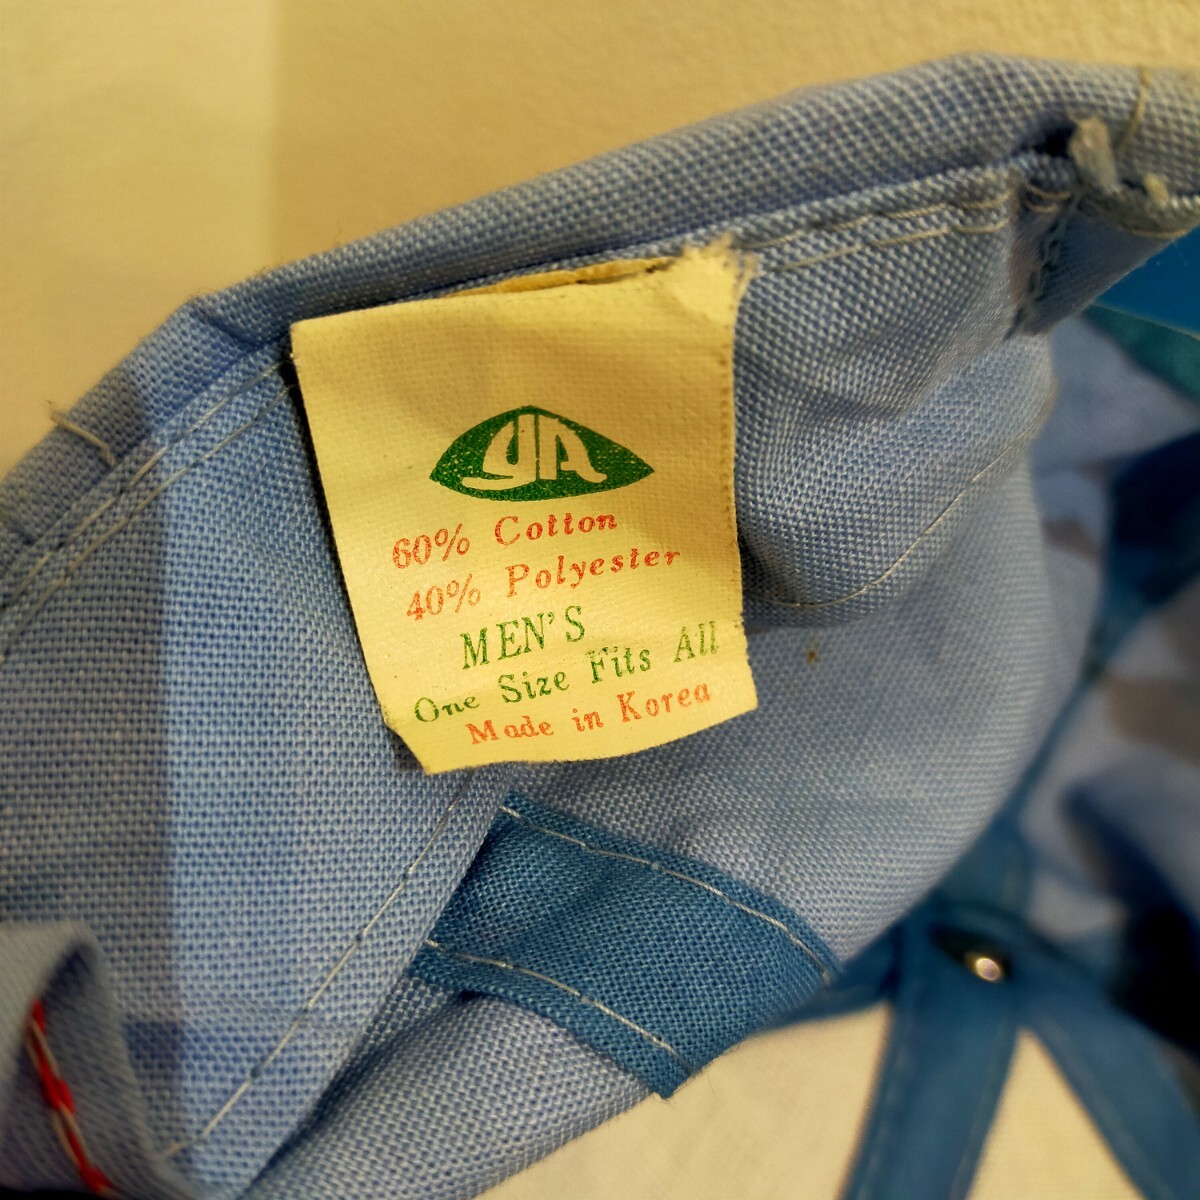 YA
60% Cotton
40% Polyester
MEN'S
One Size Fits All
Made in Korea